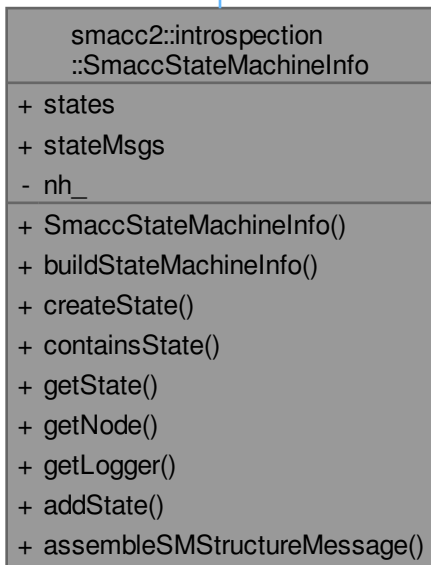 smacc2::introspection
::SmaccStateMachineInfo
+ states
+ stateMsgs
- nh_
+ SmaccStateMachineInfo()
+ buildStateMachineInfo()
+ createState()
+ containsState()
+ getState()
+ getNode()
+ getLogger()
+ addState()
+ assembleSMStructureMessage()